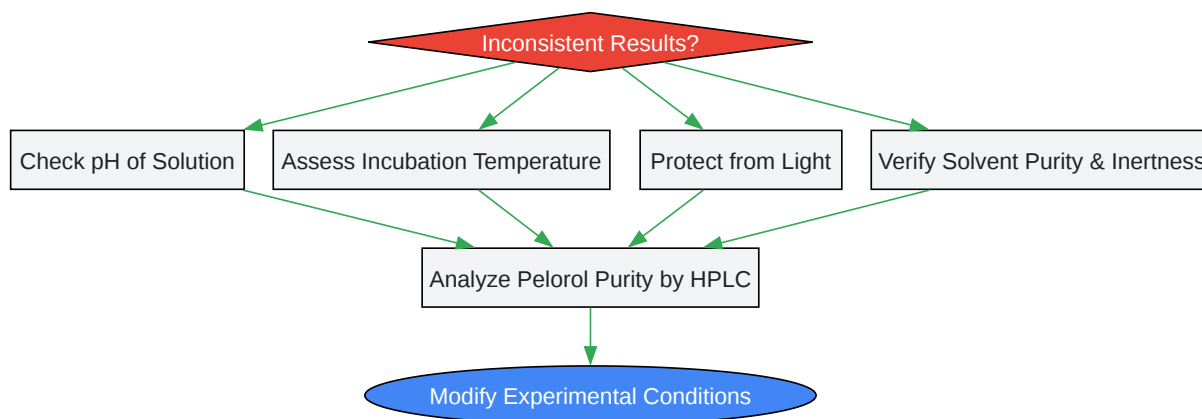 Inconsistent Results?
Check pH of Solution
Assess Incubation Temperature
Protect from Light
Verify Solvent Purity & Inertness
Analyze Pelorol Purity by HPLC
Modify Experimental Conditions